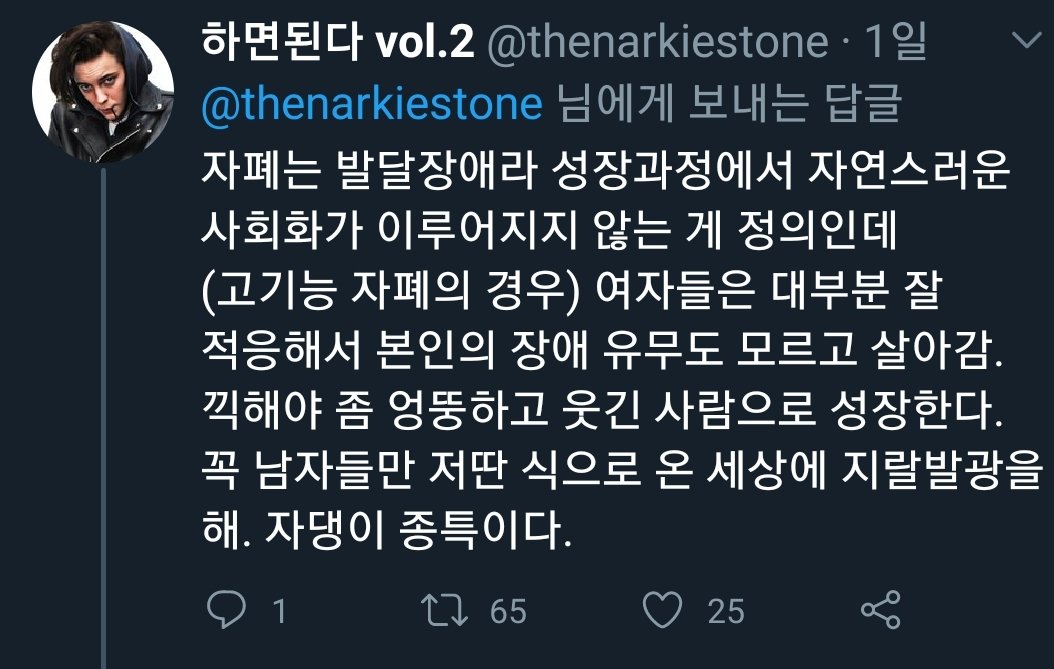 하면된다 vol.2 @thenarkiestone · 1일
@thenarkiestone 님에게 보내는 답글
자폐는 발달장애라 성장과정에서 자연스러운
사회화가 이루어지지 않는 게 정의인데
(고기능 자폐의 경우) 여자들은 대부분 잘
적응해서 본인의 장애 유무도 모르고 살아감.
끽해야 좀 엉뚱하고 웃긴 사람으로 성장한다.
꼭 남자들만 저딴 식으로 온 세상에 지랄발광을
해. 자댕이 종특이다.
1 65 25